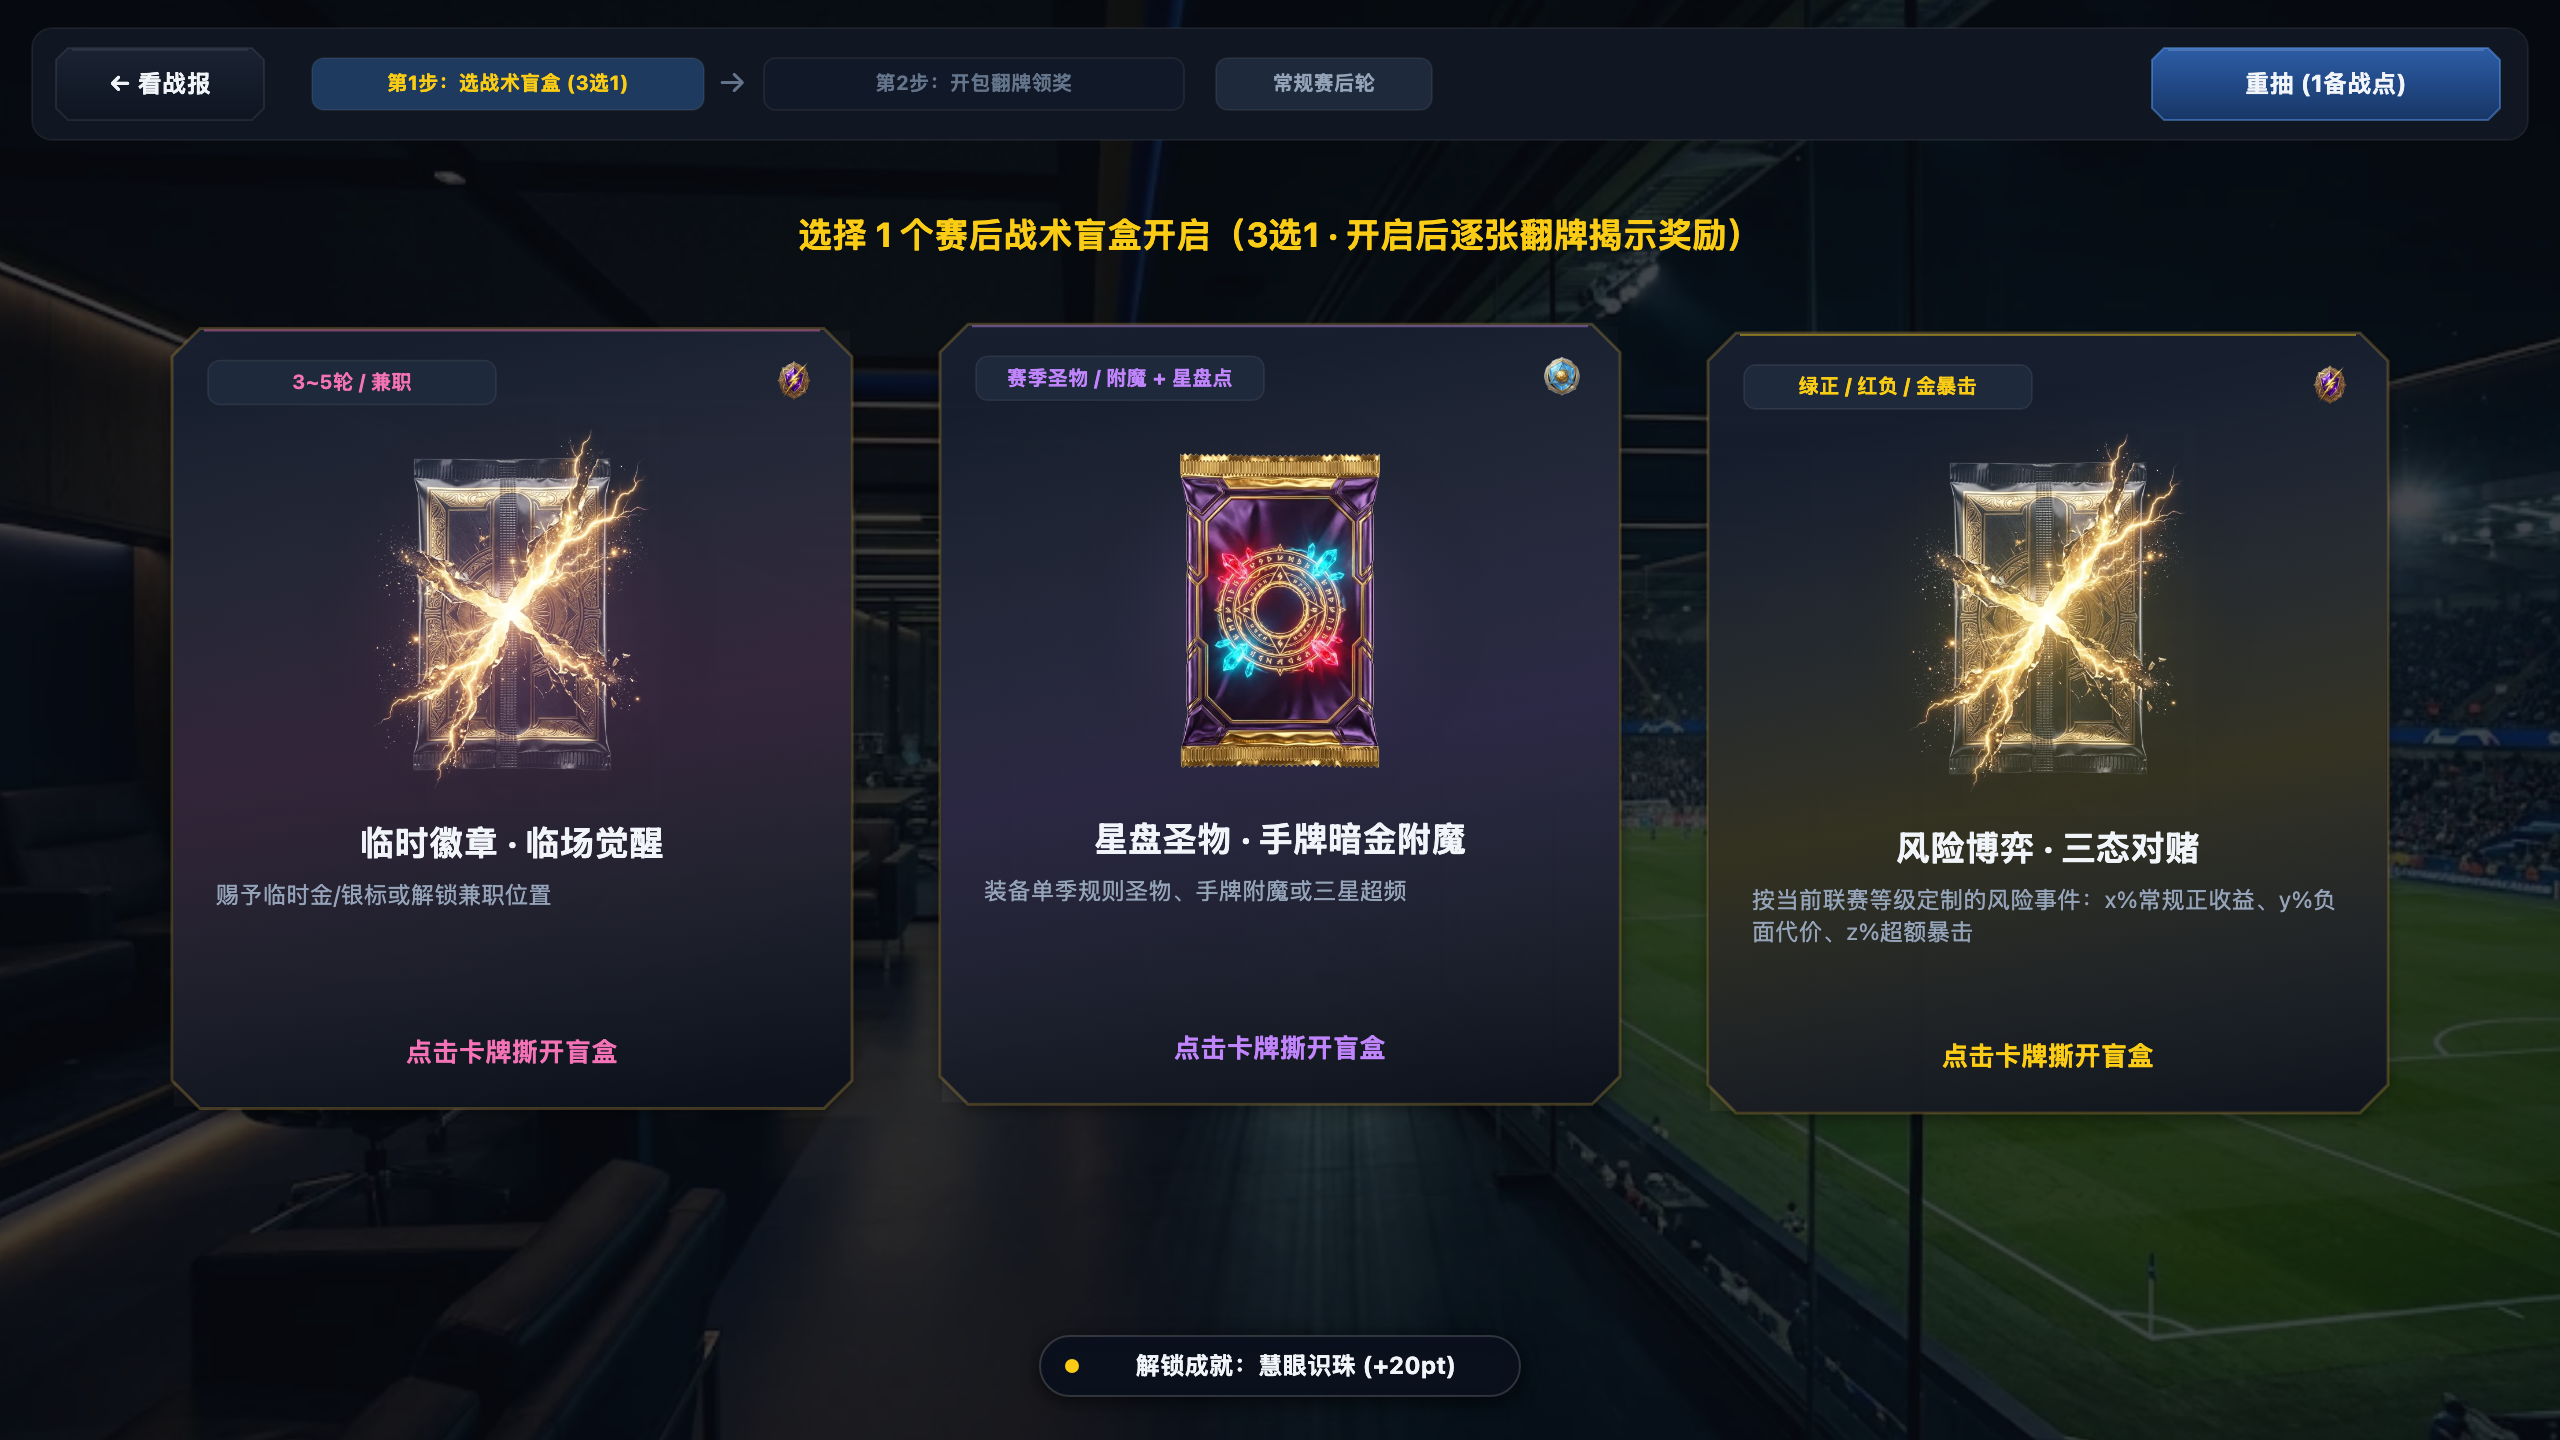 ← 看战报
第1步：选战术盲盒 (3选1)
→
第2步：开包翻牌领奖
常规赛后轮
重抽 (1备战点)
选择 1 个赛后战术盲盒开启（3选1 · 开启后逐张翻牌揭示奖励）
3~5轮 / 兼职
临时徽章 · 临场觉醒
赐予临时金/银标或解锁兼职位置
点击卡牌撕开盲盒
赛季圣物 / 附魔 + 星盘点
星盘圣物 · 手牌暗金附魔
装备单季规则圣物、手牌附魔或三星超频
点击卡牌撕开盲盒
绿正 / 红负 / 金暴击
风险博弈 · 三态对赌
按当前联赛等级定制的风险事件：x%常规正收益、y%负
面代价、z%超额暴击
点击卡牌撕开盲盒
解锁成就：慧眼识珠 (+20pt)